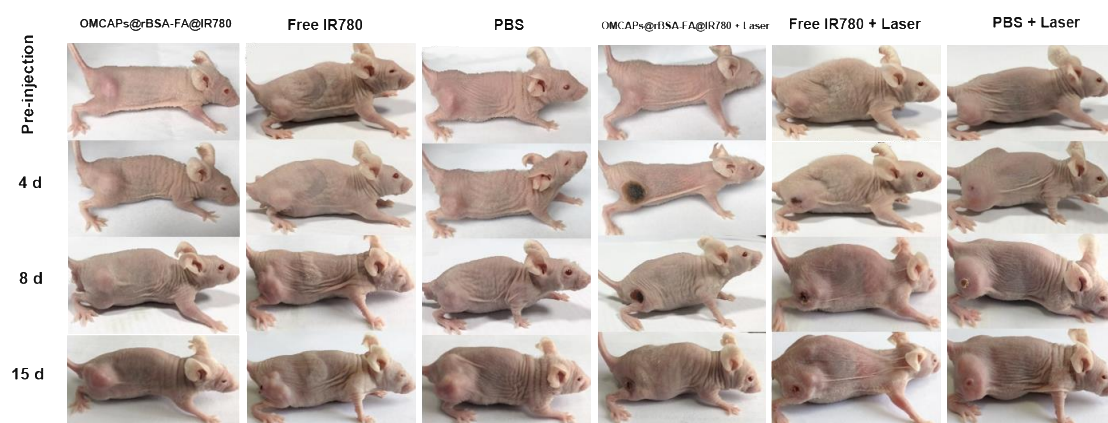 OMCAPs@rBSA-FA@IR780
Free IR780
PBS
OMCAPs@rBSA-FA@IR780 + Laser
Free IR780 + Laser
PBS + Laser
Pre-injection
4 d
8 d
15 d